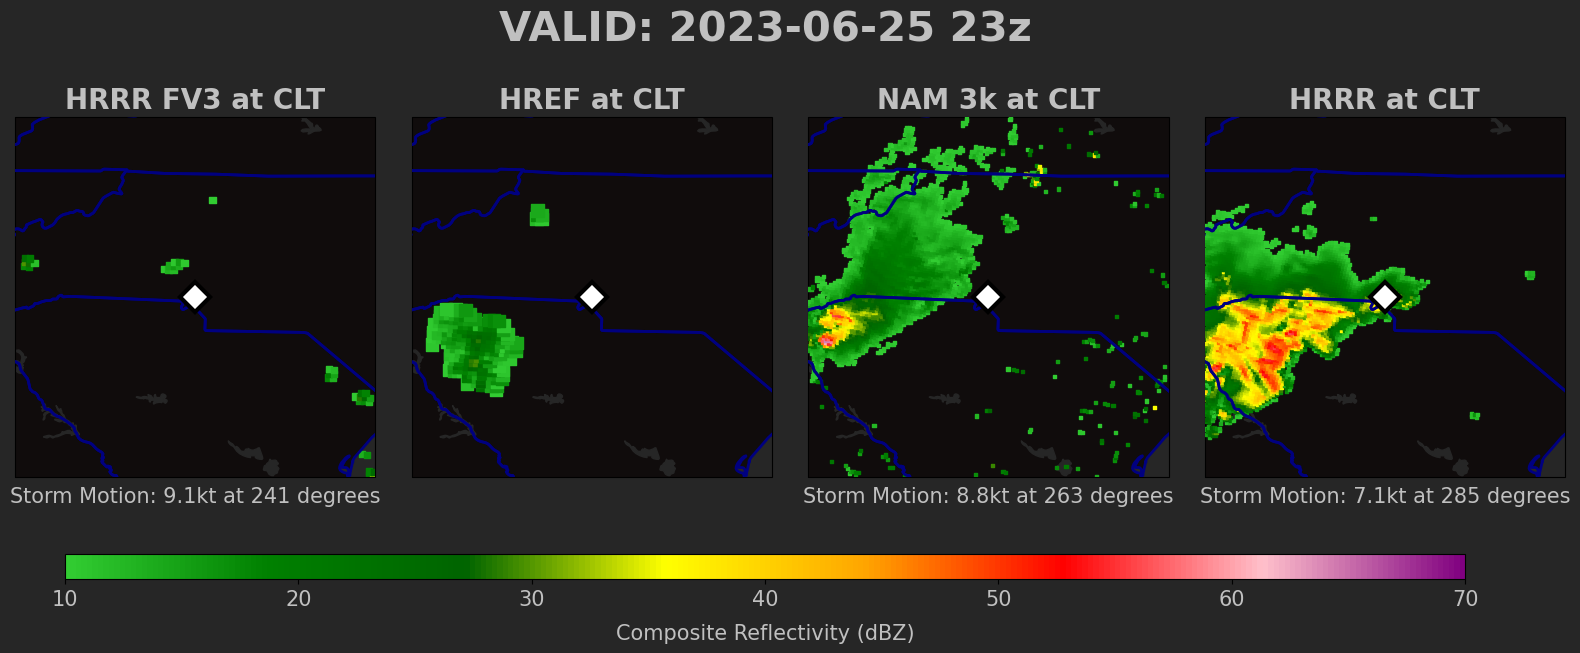 VALID: 2023-06-25 23z
HRRR FV3 at CLT
HREF at CLT
NAM 3k at CLT
HRRR at CLT
Storm Motion: 9.1kt at 241 degrees
Storm Motion: 8.8kt at 263 degrees
Storm Motion: 7.1kt at 285 degrees
10 20 30 40 50 60 70
Composite Reflectivity (dBZ)